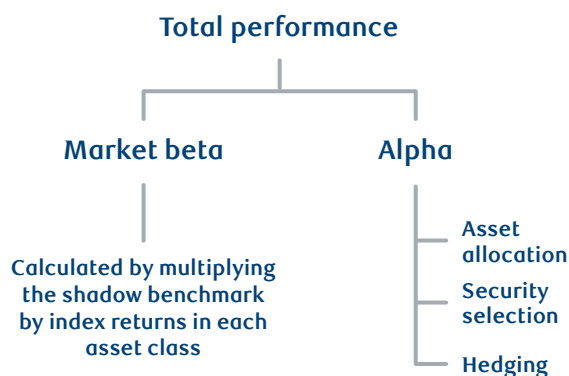 Total performance
Market beta
Alpha
Calculated by multiplying
the shadow benchmark
by index returns in each
asset class
Asset
allocation
Security
selection
Hedging